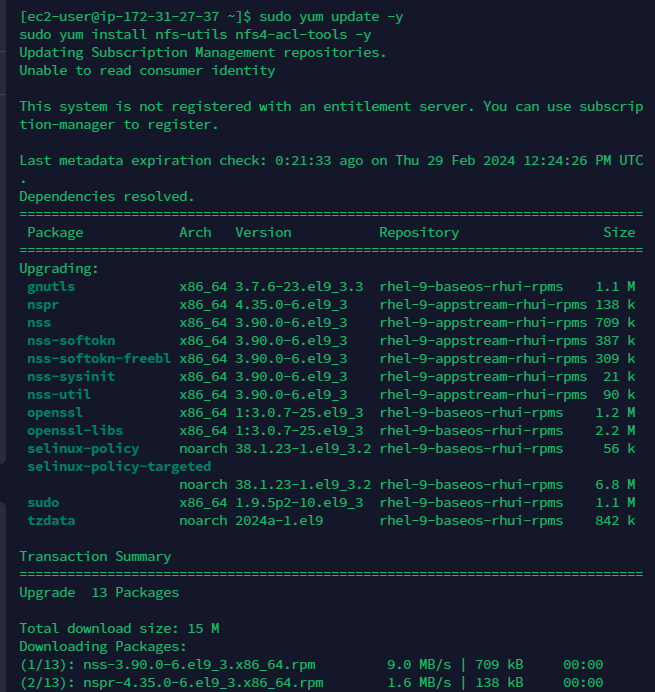 [ec2-user@ip-172-31-27-37 ~]$ sudo yum update -y
sudo yum install nfs-utils nfs4-acl-tools -y
Updating Subscription Management repositories.
Unable to read consumer identity
This system is not registered with an entitlement server. You can use subscrip
tion-manager to register.
Last metadata expiration check: 0:21:33 ago on Thu 29 Feb 2024 12:24:26 PM UTC
.
Dependencies resolved.
==============================================================================
Package Arch Version Repository Size
==============================================================================
Upgrading:
gnutls x86_64 3.7.6-23.el9_3.3 rhel-9-baseos-rhui-rpms 1.1 M
nspr x86_64 4.35.0-6.el9_3 rhel-9-appstream-rhui-rpms 138 k
nss x86_64 3.90.0-6.el9_3 rhel-9-appstream-rhui-rpms 709 k
nss-softokn x86_64 3.90.0-6.el9_3 rhel-9-appstream-rhui-rpms 387 k
nss-softokn-freebl x86_64 3.90.0-6.el9_3 rhel-9-appstream-rhui-rpms 309 k
nss-sysinit x86_64 3.90.0-6.el9_3 rhel-9-appstream-rhui-rpms 21 k
nss-util x86_64 3.90.0-6.el9_3 rhel-9-appstream-rhui-rpms 90 k
openssl x86_64 1:3.0.7-25.el9_3 rhel-9-baseos-rhui-rpms 1.2 M
openssl-libs x86_64 1:3.0.7-25.el9_3 rhel-9-baseos-rhui-rpms 2.2 M
selinux-policy noarch 38.1.23-1.el9_3.2 rhel-9-baseos-rhui-rpms 56 k
selinux-policy-targeted
noarch 38.1.23-1.el9_3.2 rhel-9-baseos-rhui-rpms 6.8 M
sudo x86_64 1.9.5p2-10.el9_3 rhel-9-baseos-rhui-rpms 1.1 M
tzdata noarch 2024a-1.el9 rhel-9-baseos-rhui-rpms 842 k
Transaction Summary
==============================================================================
Upgrade 13 Packages
Total download size: 15 M
Downloading Packages:
(1/13): nss-3.90.0-6.el9_3.x86_64.rpm 9.0 MB/s | 709 kB 00:00
(2/13): nspr-4.35.0-6.el9_3.x86_64.rpm 1.6 MB/s | 138 kB 00:00